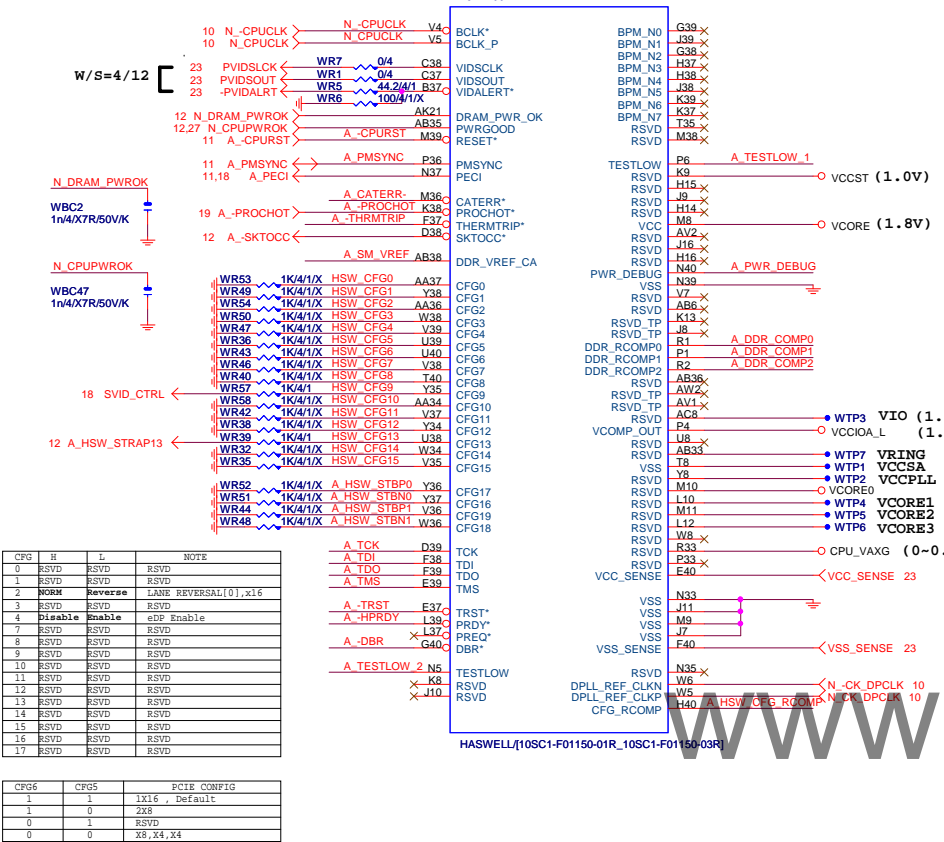 10 N_-CPUCLK N_-CPUCLK V4 BCLK*
10 N_CPUCLK N_CPUCLK V5 BCLK_P
W/S=4/12
23 PVIDSLCK WR7 0/4 C38 VIDSCLK
23 PVIDSOUT WR1 0/4 C37 VIDSOUT
23 -PVIDALRT WR5 44.2/4/1 B37 VIDALERT*
WR6 100/4/1/X
12 N_DRAM_PWROK AK21 DRAM_PWR_OK
12,27 N_CPUPWROK AB35 PWRGOOD
11 A_-CPURST A_-CPURST M39 RESET*
11 A_PMSYNC A_PMSYNC P36 PMSYNC
11,18 A_PECI N37 PECI
A_CATERR- M36 CATERR*
19 A_-PROCHOT A_-PROCHOT K38 PROCHOT*
A_-THRMTRIP F37 THERMTRIP*
12 A_-SKTOCC D38 SKTOCC*
A_SM_VREF AB38 DDR_VREF_CA
N_DRAM_PWROK
WBC2
1n/4/X7R/50V/K
N_CPUPWROK
WBC47
1n/4/X7R/50V/K
WR53 1K/4/1/X HSW_CFG0 AA37 CFG0
WR49 1K/4/1/X HSW_CFG1 Y38 CFG1
WR54 1K/4/1/X HSW_CFG2 AA36 CFG2
WR50 1K/4/1/X HSW_CFG3 W38 CFG3
WR47 1K/4/1/X HSW_CFG4 V39 CFG4
WR36 1K/4/1/X HSW_CFG5 U39 CFG5
WR43 1K/4/1/X HSW_CFG6 U40 CFG6
WR46 1K/4/1/X HSW_CFG7 V38 CFG7
WR40 1K/4/1/X HSW_CFG8 T40 CFG8
18 SVID_CTRL WR57 1K/4/1 HSW_CFG9 Y35 CFG9
WR58 1K/4/1/X HSW_CFG10 AA34 CFG10
WR42 1K/4/1/X HSW_CFG11 V37 CFG11
WR38 1K/4/1/X HSW_CFG12 Y34 CFG12
12 A_HSW_STRAP13 WR39 1K/4/1 HSW_CFG13 U38 CFG13
WR32 1K/4/1/X HSW_CFG14 W34 CFG14
WR35 1K/4/1/X HSW_CFG15 V35 CFG15
WR52 1K/4/1/X A_HSW_STBP0 Y36 CFG17
WR51 1K/4/1/X A_HSW_STBN0 Y37 CFG16
WR44 1K/4/1/X A_HSW_STBP1 V36 CFG19
WR48 1K/4/1/X A_HSW_STBN1 W36 CFG18
A_TCK D39 TCK
A_TDI F38 TDI
A_TDO F39 TDO
A_TMS E39 TMS
A_-TRST E37 TRST*
A_-HPRDY L39 PRDY*
L37 PREQ*
A_-DBR G40 DBR*
A_TESTLOW_2 N5 TESTLOW
K8 RSVD
J10 RSVD
BPM_N0 G39
BPM_N1 J39
BPM_N2 G38
BPM_N3 H37
BPM_N4 H38
BPM_N5 J38
BPM_N6 K39
BPM_N7 K37
RSVD T35
RSVD M38
TESTLOW P6 A_TESTLOW_1
RSVD K9 VCCST (1.0V)
RSVD H15
RSVD J9
RSVD H14
VCC M8 VCORE (1.8V)
RSVD AV2
RSVD J16
RSVD H16
PWR_DEBUG N40 A_PWR_DEBUG
VSS N39
RSVD V7
RSVD AB6
RSVD_TP K13
RSVD_TP J8
DDR_RCOMP0 R1 A_DDR_COMP0
DDR_RCOMP1 P1 A_DDR_COMP1
DDR_RCOMP2 R2 A_DDR_COMP2
RSVD AB36
RSVD_TP AW2
RSVD_TP AV1
RSVD AC8 WTP3 VIO (1.
VCOMP_OUT P4 VCCIOA_L (1.
RSVD U8
RSVD AB33 WTP7 VRING
VSS T8 WTP1 VCCSA
RSVD Y8 WTP2 VCCPLL
RSVD M10 VCORE0
RSVD L10 WTP4 VCORE1
RSVD M11 WTP5 VCORE2
RSVD L12 WTP6 VCORE3
RSVD W8
RSVD R33 CPU_VAXG (0~0.
RSVD P33
VCC_SENSE E40 VCC_SENSE 23
VSS N33
VSS J11
VSS M9
VSS J7
VSS_SENSE F40 VSS_SENSE 23
RSVD N35
DPLL_REF_CLKN W6 N_-CK_DPCLK 10
DPLL_REF_CLKP W5 N_CK_DPCLK 10
CFG_RCOMP H40 A_HSW_CFG_RCOMP
www
HASWELL/[10SC1-F01150-01R_10SC1-F01150-03R]
CFG H L NOTE
0 RSVD RSVD RSVD
1 RSVD RSVD RSVD
2 NORM Reverse LANE REVERSAL[0],x16
3 RSVD RSVD RSVD
4 Disable Enable eDP Enable
7 RSVD RSVD RSVD
8 RSVD RSVD RSVD
9 RSVD RSVD RSVD
10 RSVD RSVD RSVD
11 RSVD RSVD RSVD
12 RSVD RSVD RSVD
13 RSVD RSVD RSVD
14 RSVD RSVD RSVD
15 RSVD RSVD RSVD
16 RSVD RSVD RSVD
17 RSVD RSVD RSVD
CFG6 CFG5 PCIE CONFIG
1 1 1X16 , Default
1 0 2X8
0 1 RSVD
0 0 X8,X4,X4